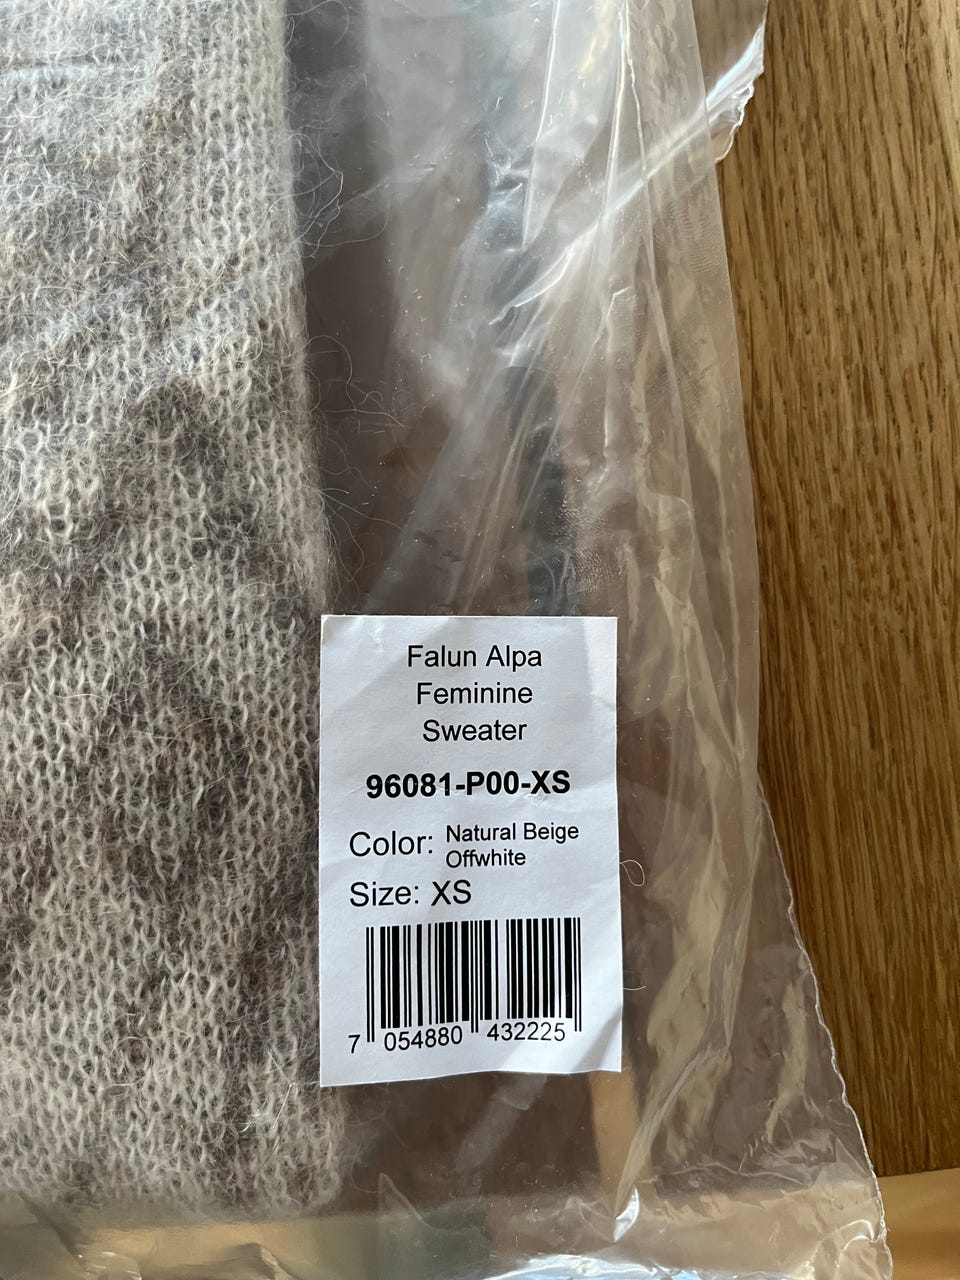 Falun Alpa
Feminine
Sweater
96081-P00-XS
Color: Natural Beige
Offwhite
Size: XS
7 054880 432225